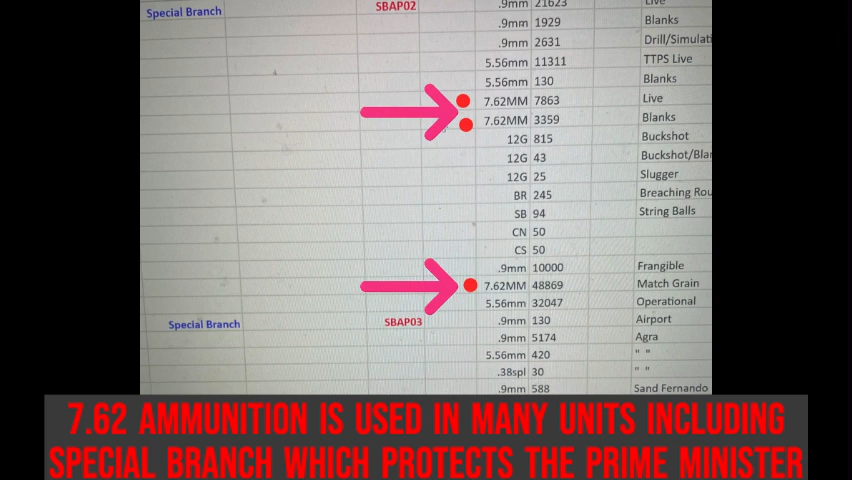 Special Branch SBAP02 .9mm 21623 Live
.9mm 1929 Blanks
.9mm 2631 Drill/Simulati
5.56mm 11311 TTPS Live
5.56mm 130 Blanks
7.62MM 7863 Live
7.62MM 3359 Blanks
12G 815 Buckshot
12G 43 Buckshot/Blan
12G 25 Slugger
BR 245 Breaching Rou
SB 94 String Balls
CN 50
CS 50
.9mm 10000 Frangible
7.62MM 48869 Match Grain
5.56mm 32047 Operational
Special Branch SBAP03 .9mm 130 Airport
.9mm 5174 Agra
5.56mm 420 " "
.38spl 30 " "
.9mm 588 Sand Fernando
7.62 AMMUNITION IS USED IN MANY UNITS INCLUDING
SPECIAL BRANCH WHICH PROTECTS THE PRIME MINISTER